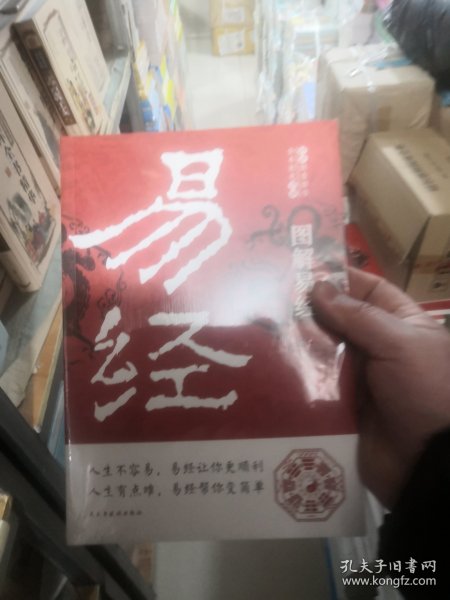 易经
图解易经
人生不容易，易经让你更顺利
人生有点难，易经帮你变简单
孔夫子旧书网
www.kongfz.com